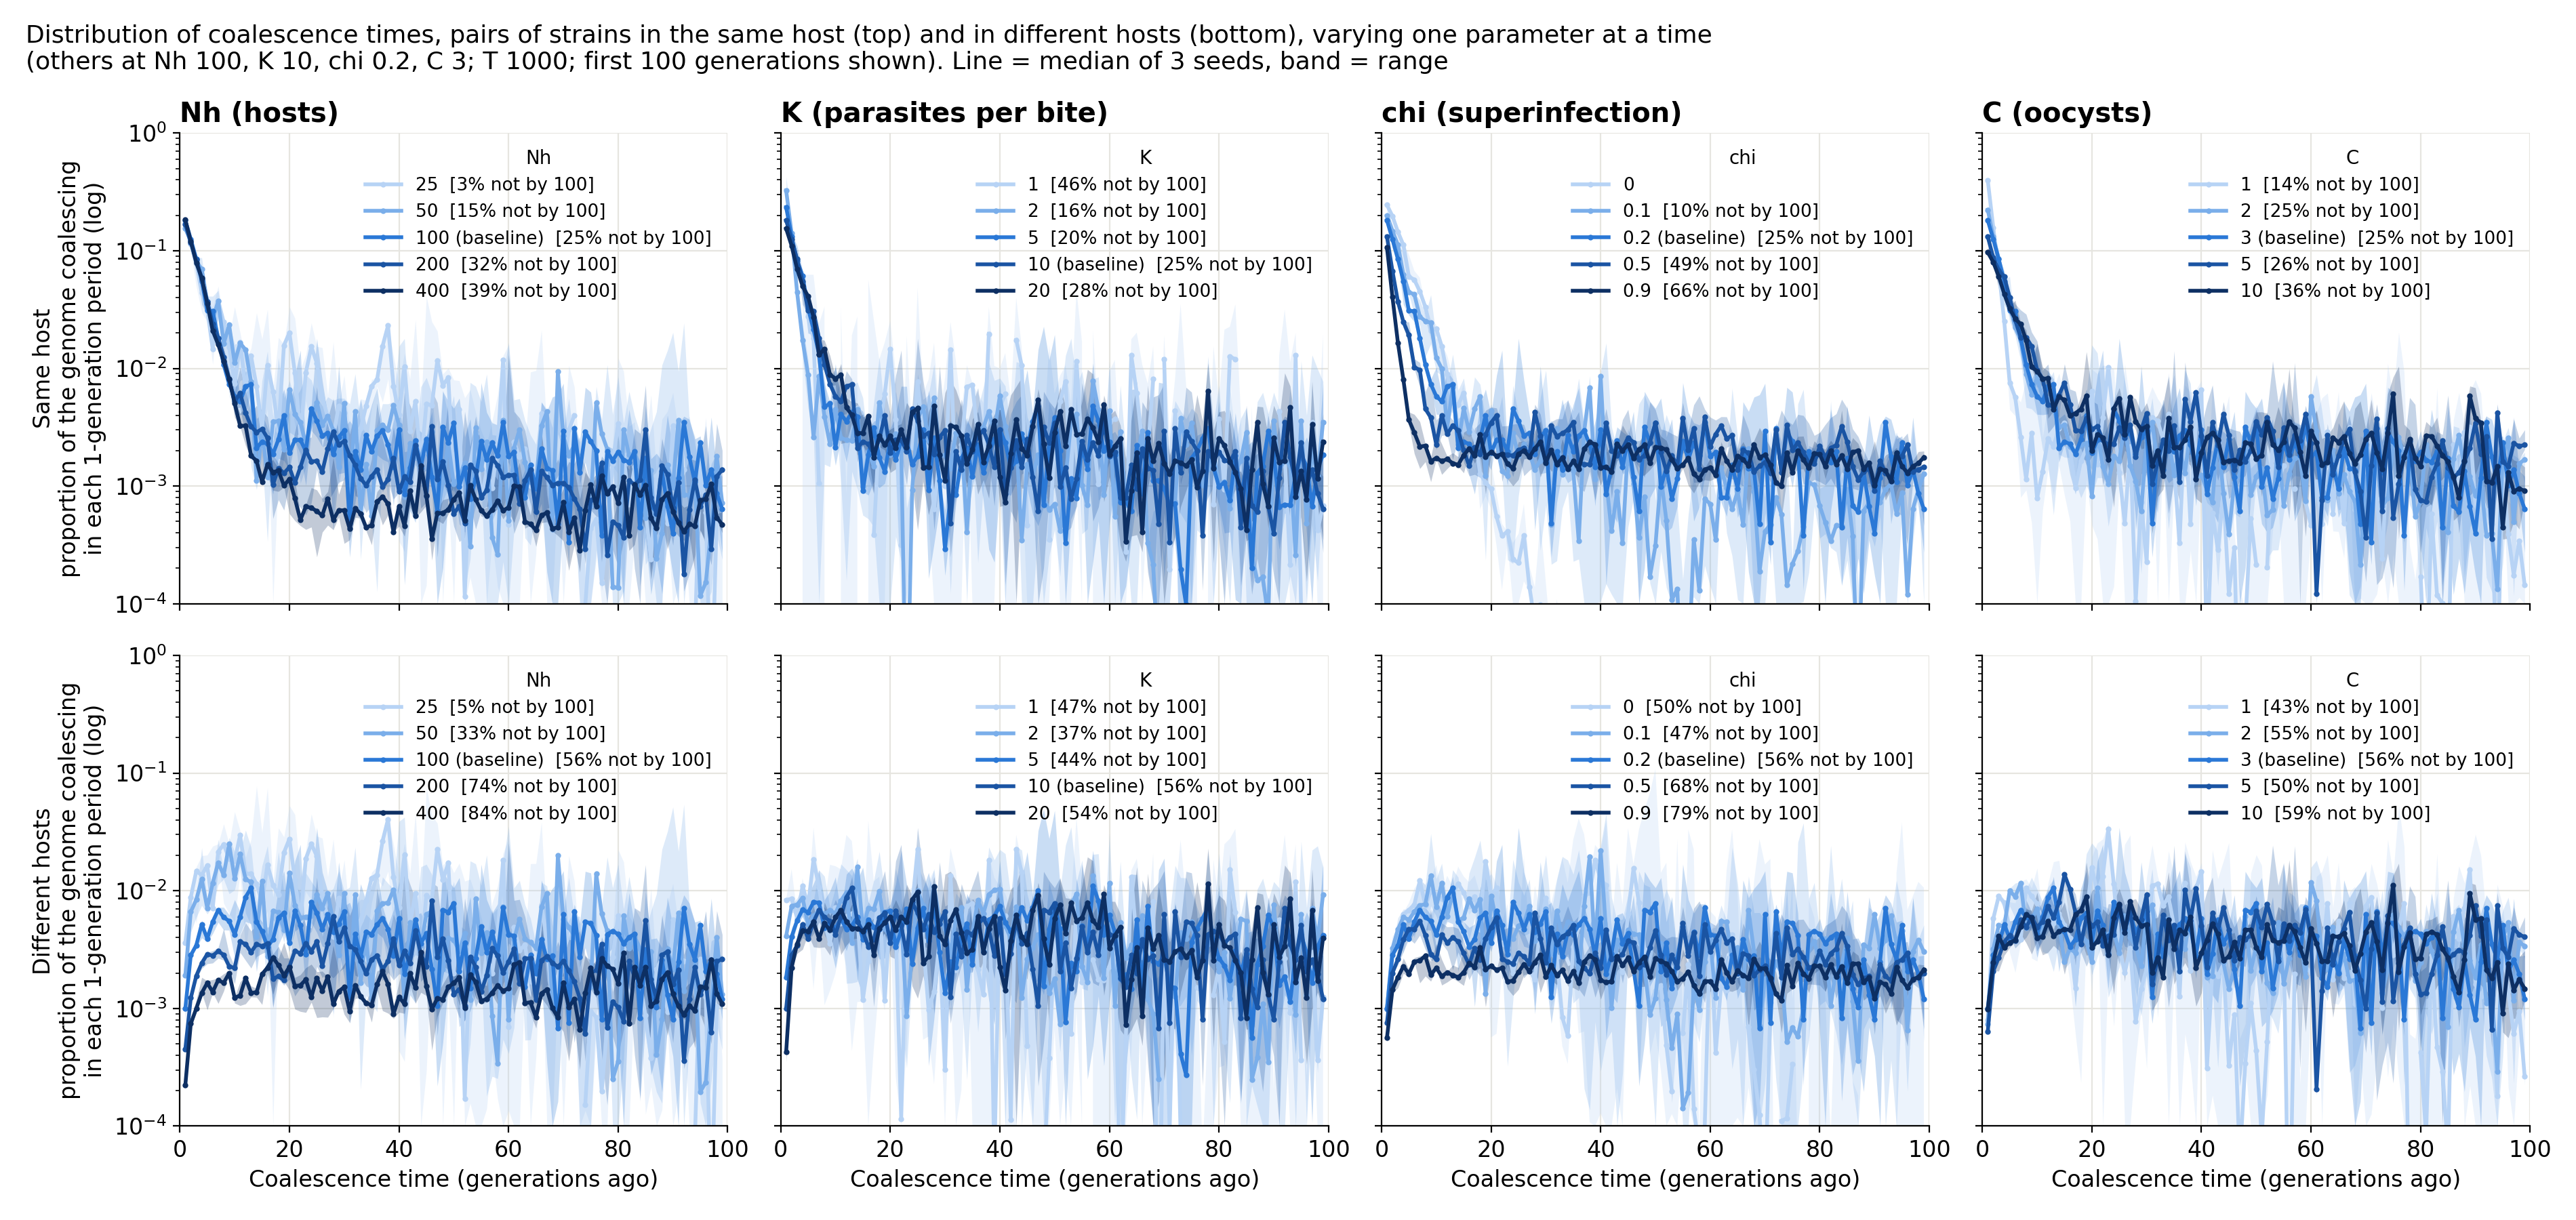 Distribution of coalescence times, pairs of strains in the same host (top) and in different hosts (bottom), varying one parameter at a time
(others at Nh 100, K 10, chi 0.2, C 3; T 1000; first 100 generations shown). Line = median of 3 seeds, band = range
Nh (hosts)
K (parasites per bite)
chi (superinfection)
C (oocysts)
Same host
proportion of the genome coalescing
in each 1-generation period (log)
10^0
10^-1
10^-2
10^-3
10^-4
Nh
25 [3% not by 100]
50 [15% not by 100]
100 (baseline) [25% not by 100]
200 [32% not by 100]
400 [39% not by 100]
K
1 [46% not by 100]
2 [16% not by 100]
5 [20% not by 100]
10 (baseline) [25% not by 100]
20 [28% not by 100]
chi
0
0.1 [10% not by 100]
0.2 (baseline) [25% not by 100]
0.5 [49% not by 100]
0.9 [66% not by 100]
C
1 [14% not by 100]
2 [25% not by 100]
3 (baseline) [25% not by 100]
5 [26% not by 100]
10 [36% not by 100]
Different hosts
proportion of the genome coalescing
in each 1-generation period (log)
10^0
10^-1
10^-2
10^-3
10^-4
Nh
25 [5% not by 100]
50 [33% not by 100]
100 (baseline) [56% not by 100]
200 [74% not by 100]
400 [84% not by 100]
K
1 [47% not by 100]
2 [37% not by 100]
5 [44% not by 100]
10 (baseline) [56% not by 100]
20 [54% not by 100]
chi
0 [50% not by 100]
0.1 [47% not by 100]
0.2 (baseline) [56% not by 100]
0.5 [68% not by 100]
0.9 [79% not by 100]
C
1 [43% not by 100]
2 [55% not by 100]
3 (baseline) [56% not by 100]
5 [50% not by 100]
10 [59% not by 100]
0 20 40 60 80 100
0 20 40 60 80 100
0 20 40 60 80 100
0 20 40 60 80 100
Coalescence time (generations ago)
Coalescence time (generations ago)
Coalescence time (generations ago)
Coalescence time (generations ago)